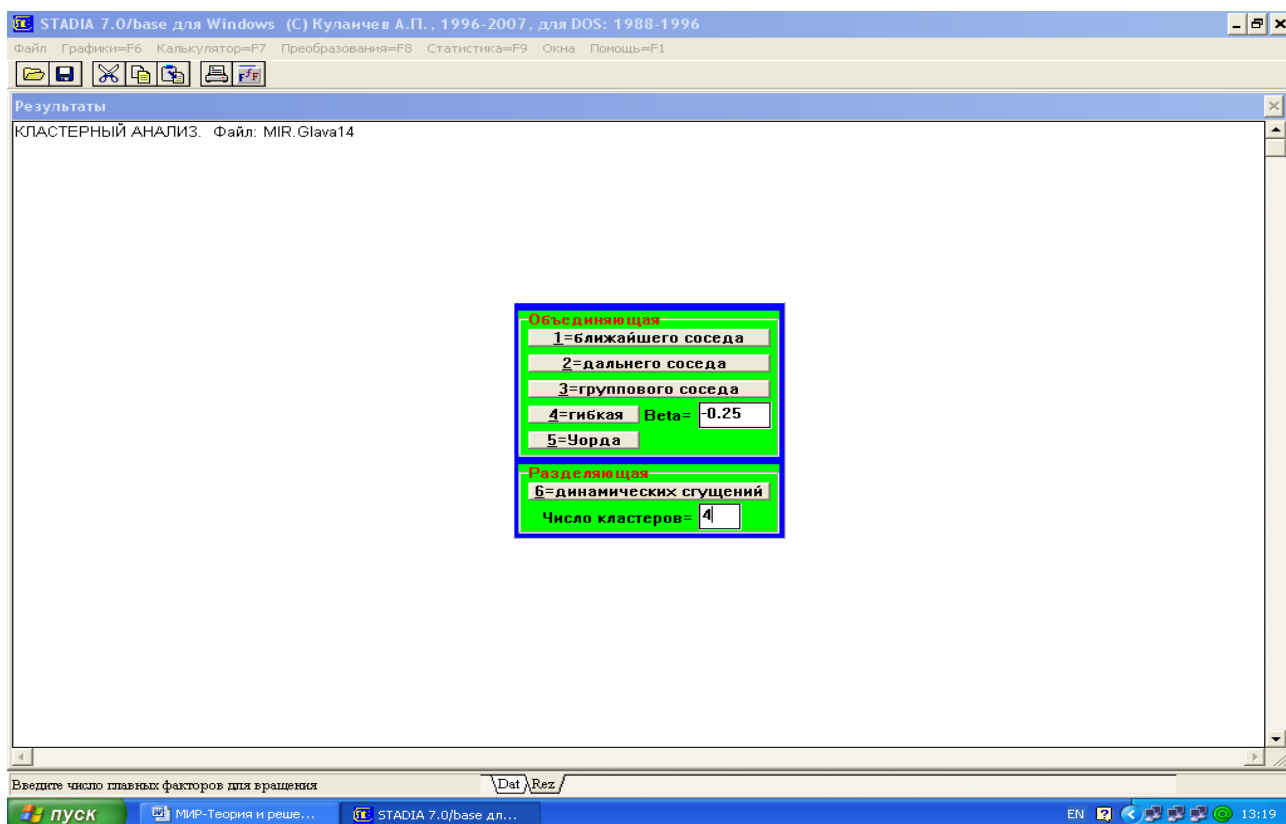 STADIA 7.0/base для Windows (C) Кулаичев А.П., 1996-2007, для DOS: 1988-1996
Файл Графики=F6 Калькулятор=F7 Преобразования=F8 Статистика=F9 Окна Помощь=F1
Результаты
КЛАСТЕРНЫЙ АНАЛИЗ. Файл: MIR.Glava14
Объединяющая
1=ближайшего соседа
2=дальнего соседа
3=группового соседа
4=гибкая Beta= -0.25
5=Уорда
Разделяющая
6=динамических сгущений
Число кластеров= 4
Введите число главных факторов для вращения Dat Rez
пуск МИР-Теория и реше... STADIA 7.0/base дл... EN 13:19